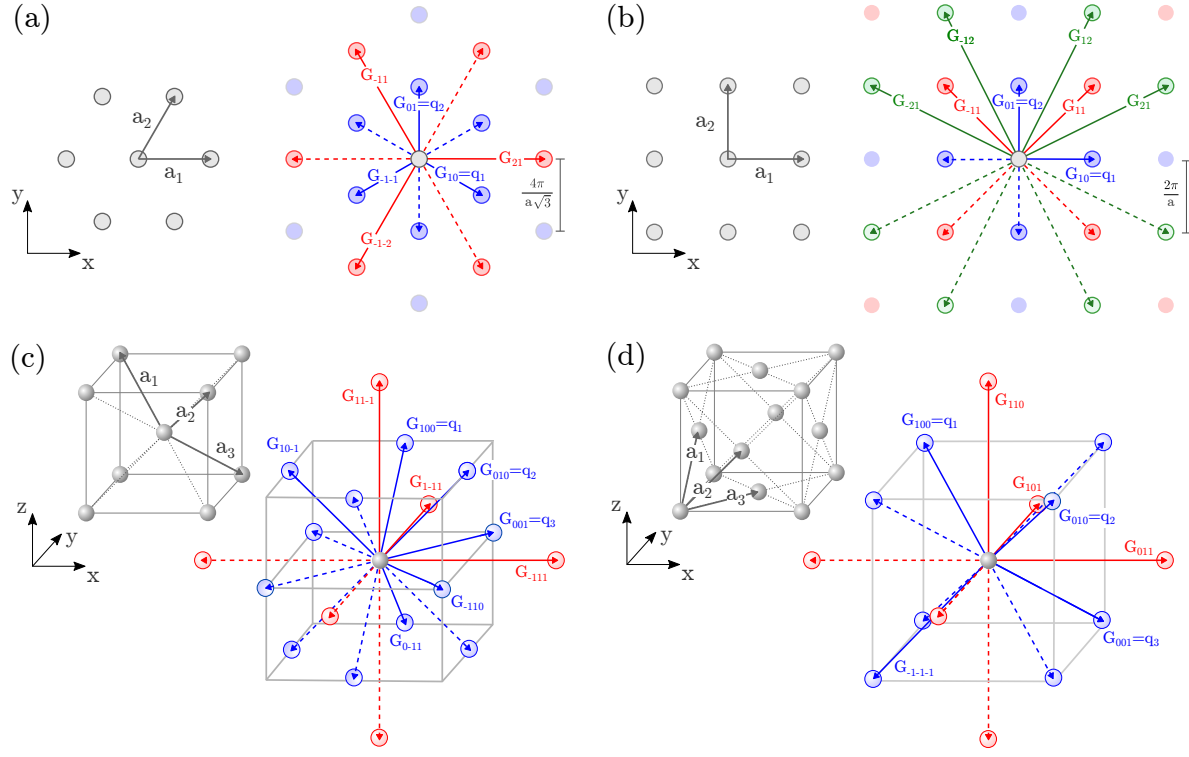 (a)
G₋₁₁
G₀₁=q₂
a₂
a₁
G₂₁
G₋₁₋₁
G₁₀=q₁
4π
a√3
G₋₁₋₂
y
x
(b)
G₋₁₂
G₁₂
G₋₂₁
G₋₁₁
G₀₁=q₂
G₁₁
G₂₁
a₂
a₁
G₁₀=q₁
2π
a
y
x
(c)
a₁
a₂
a₃
G₁₁₋₁
G₁₀₋₁
G₁₀₀=q₁
G₀₁₀=q₂
G₁₋₁₁
G₀₀₁=q₃
G₋₁₁₁
G₋₁₁₀
G₀₋₁₁
z
y
x
(d)
a₁
a₂
a₃
G₁₁₀
G₁₀₀=q₁
G₁₀₁
G₀₁₀=q₂
G₀₁₁
G₀₀₁=q₃
G₋₁₋₁₋₁
z
y
x